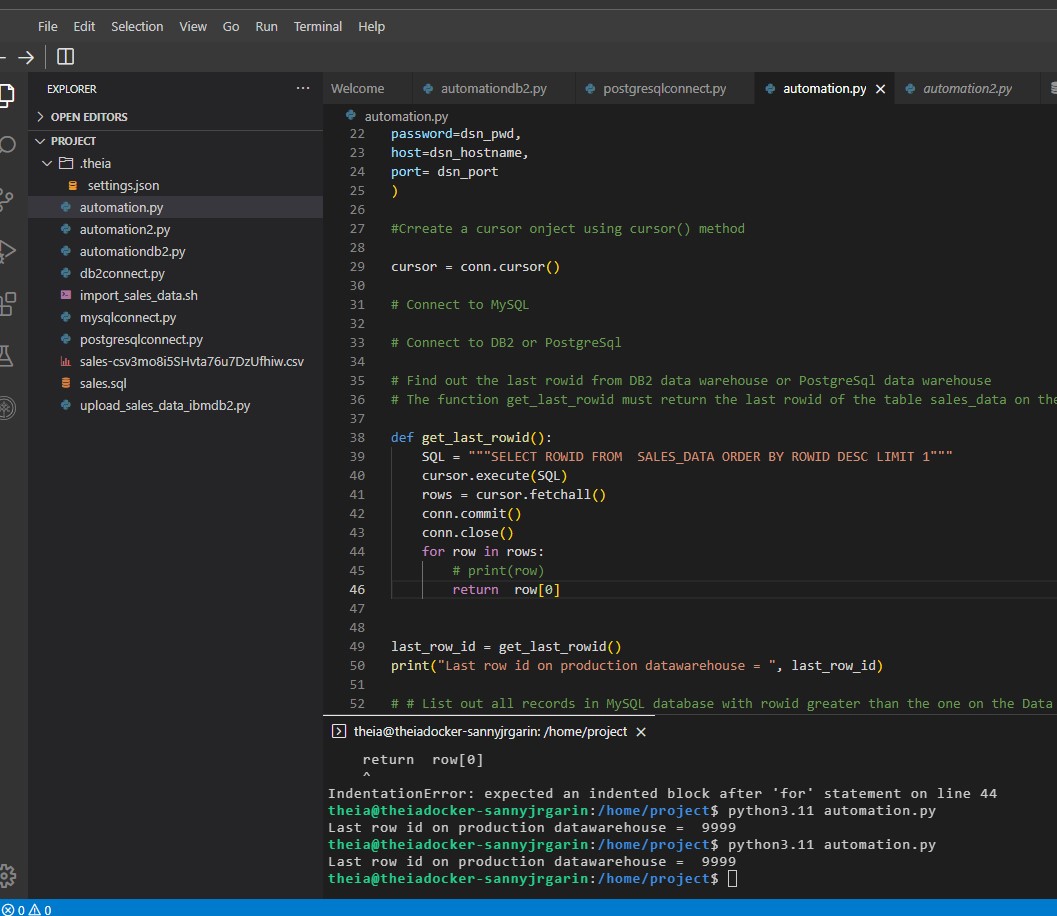 File Edit Selection View Go Run Terminal Help
EXPLORER
OPEN EDITORS
PROJECT
.theia
settings.json
automation.py
automation2.py
automationdb2.py
db2connect.py
import_sales_data.sh
mysqlconnect.py
postgresqlconnect.py
sales-csv3mo8i5SHvta76u7DzUfhiw.csv
sales.sql
upload_sales_data_ibmdb2.py
Welcome automationdb2.py postgresqlconnect.py automation.py automation2.py
automation.py
22 password=dsn_pwd,
23 host=dsn_hostname,
24 port= dsn_port
25 )
26
27 #Crreate a cursor onject using cursor() method
28
29 cursor = conn.cursor()
30
31 # Connect to MySQL
32
33 # Connect to DB2 or PostgreSql
34
35 # Find out the last rowid from DB2 data warehouse or PostgreSql data warehouse
36 # The function get_last_rowid must return the last rowid of the table sales_data on the
37
38 def get_last_rowid():
39 SQL = """SELECT ROWID FROM  SALES_DATA ORDER BY ROWID DESC LIMIT 1"""
40 cursor.execute(SQL)
41 rows = cursor.fetchall()
42 conn.commit()
43 conn.close()
44 for row in rows:
45 # print(row)
46 return  row[0]
47
48
49 last_row_id = get_last_rowid()
50 print("Last row id on production datawarehouse = ", last_row_id)
51
52 # # List out all records in MySQL database with rowid greater than the one on the Data
theia@theiadocker-sannyjrgarin: /home/project
return  row[0]
^
IndentationError: expected an indented block after 'for' statement on line 44
theia@theiadocker-sannyjrgarin:/home/project$ python3.11 automation.py
Last row id on production datawarehouse =  9999
theia@theiadocker-sannyjrgarin:/home/project$ python3.11 automation.py
Last row id on production datawarehouse =  9999
theia@theiadocker-sannyjrgarin:/home/project$
0 0